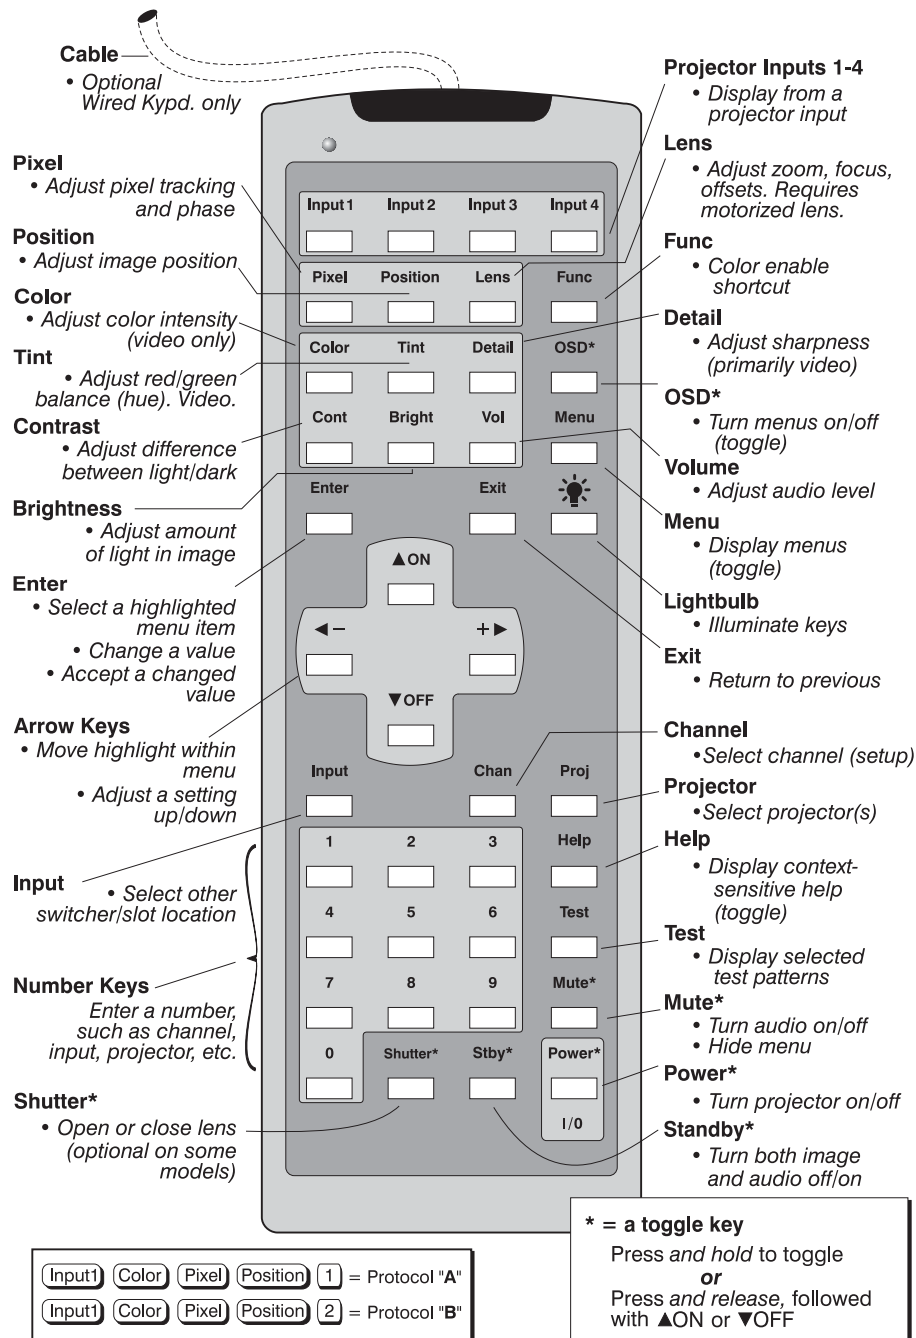 Cable
• Optional
Wired Kypd. only
Pixel
• Adjust pixel tracking
and phase
Position
• Adjust image position
Color
• Adjust color intensity
(video only)
Tint
• Adjust red/green
balance (hue). Video.
Contrast
• Adjust difference
between light/dark
Brightness
• Adjust amount
of light in image
Enter
• Select a highlighted
menu item
• Change a value
• Accept a changed
value
Arrow Keys
• Move highlight within
menu
• Adjust a setting
up/down
Input
• Select other
switcher/slot location
Number Keys
Enter a number,
such as channel,
input, projector, etc.
Shutter*
• Open or close lens
(optional on some
models)
Input 1 Input 2 Input 3 Input 4
Pixel Position Lens Func
Color Tint Detail OSD*
Cont Bright Vol Menu
Enter Exit
▲ON
◄– +►
▼OFF
Input Chan Proj
1 2 3 Help
4 5 6 Test
7 8 9 Mute*
0 Shutter* Stby* Power*
I/0
Projector Inputs 1-4
• Display from a
projector input
Lens
• Adjust zoom, focus,
offsets. Requires
motorized lens.
Func
• Color enable
shortcut
Detail
• Adjust sharpness
(primarily video)
OSD*
• Turn menus on/off
(toggle)
Volume
• Adjust audio level
Menu
• Display menus
(toggle)
Lightbulb
• Illuminate keys
Exit
• Return to previous
Channel
•Select channel (setup)
Projector
•Select projector(s)
Help
• Display context-
sensitive help
(toggle)
Test
• Display selected
test patterns
Mute*
• Turn audio on/off
• Hide menu
Power*
• Turn projector on/off
Standby*
• Turn both image
and audio off/on
Input1 Color Pixel Position 1 = Protocol "A"
Input1 Color Pixel Position 2 = Protocol "B"
* = a toggle key
Press and hold to toggle
or
Press and release, followed
with ▲ON or ▼OFF